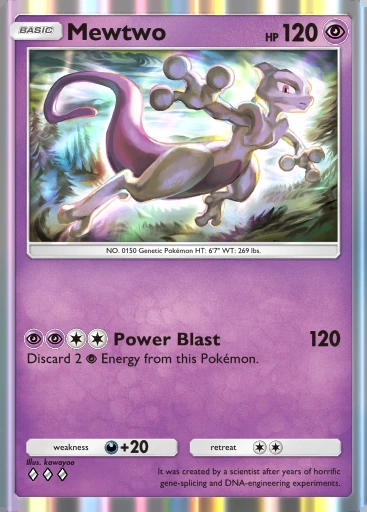 BASIC Mewtwo HP 120
NO. 0150 Genetic Pokémon HT: 6'7" WT: 269 lbs.
Power Blast 120
Discard 2 Energy from this Pokémon.
weakness +20 retreat
Illus. kawayoo
It was created by a scientist after years of horrific
gene-splicing and DNA-engineering experiments.